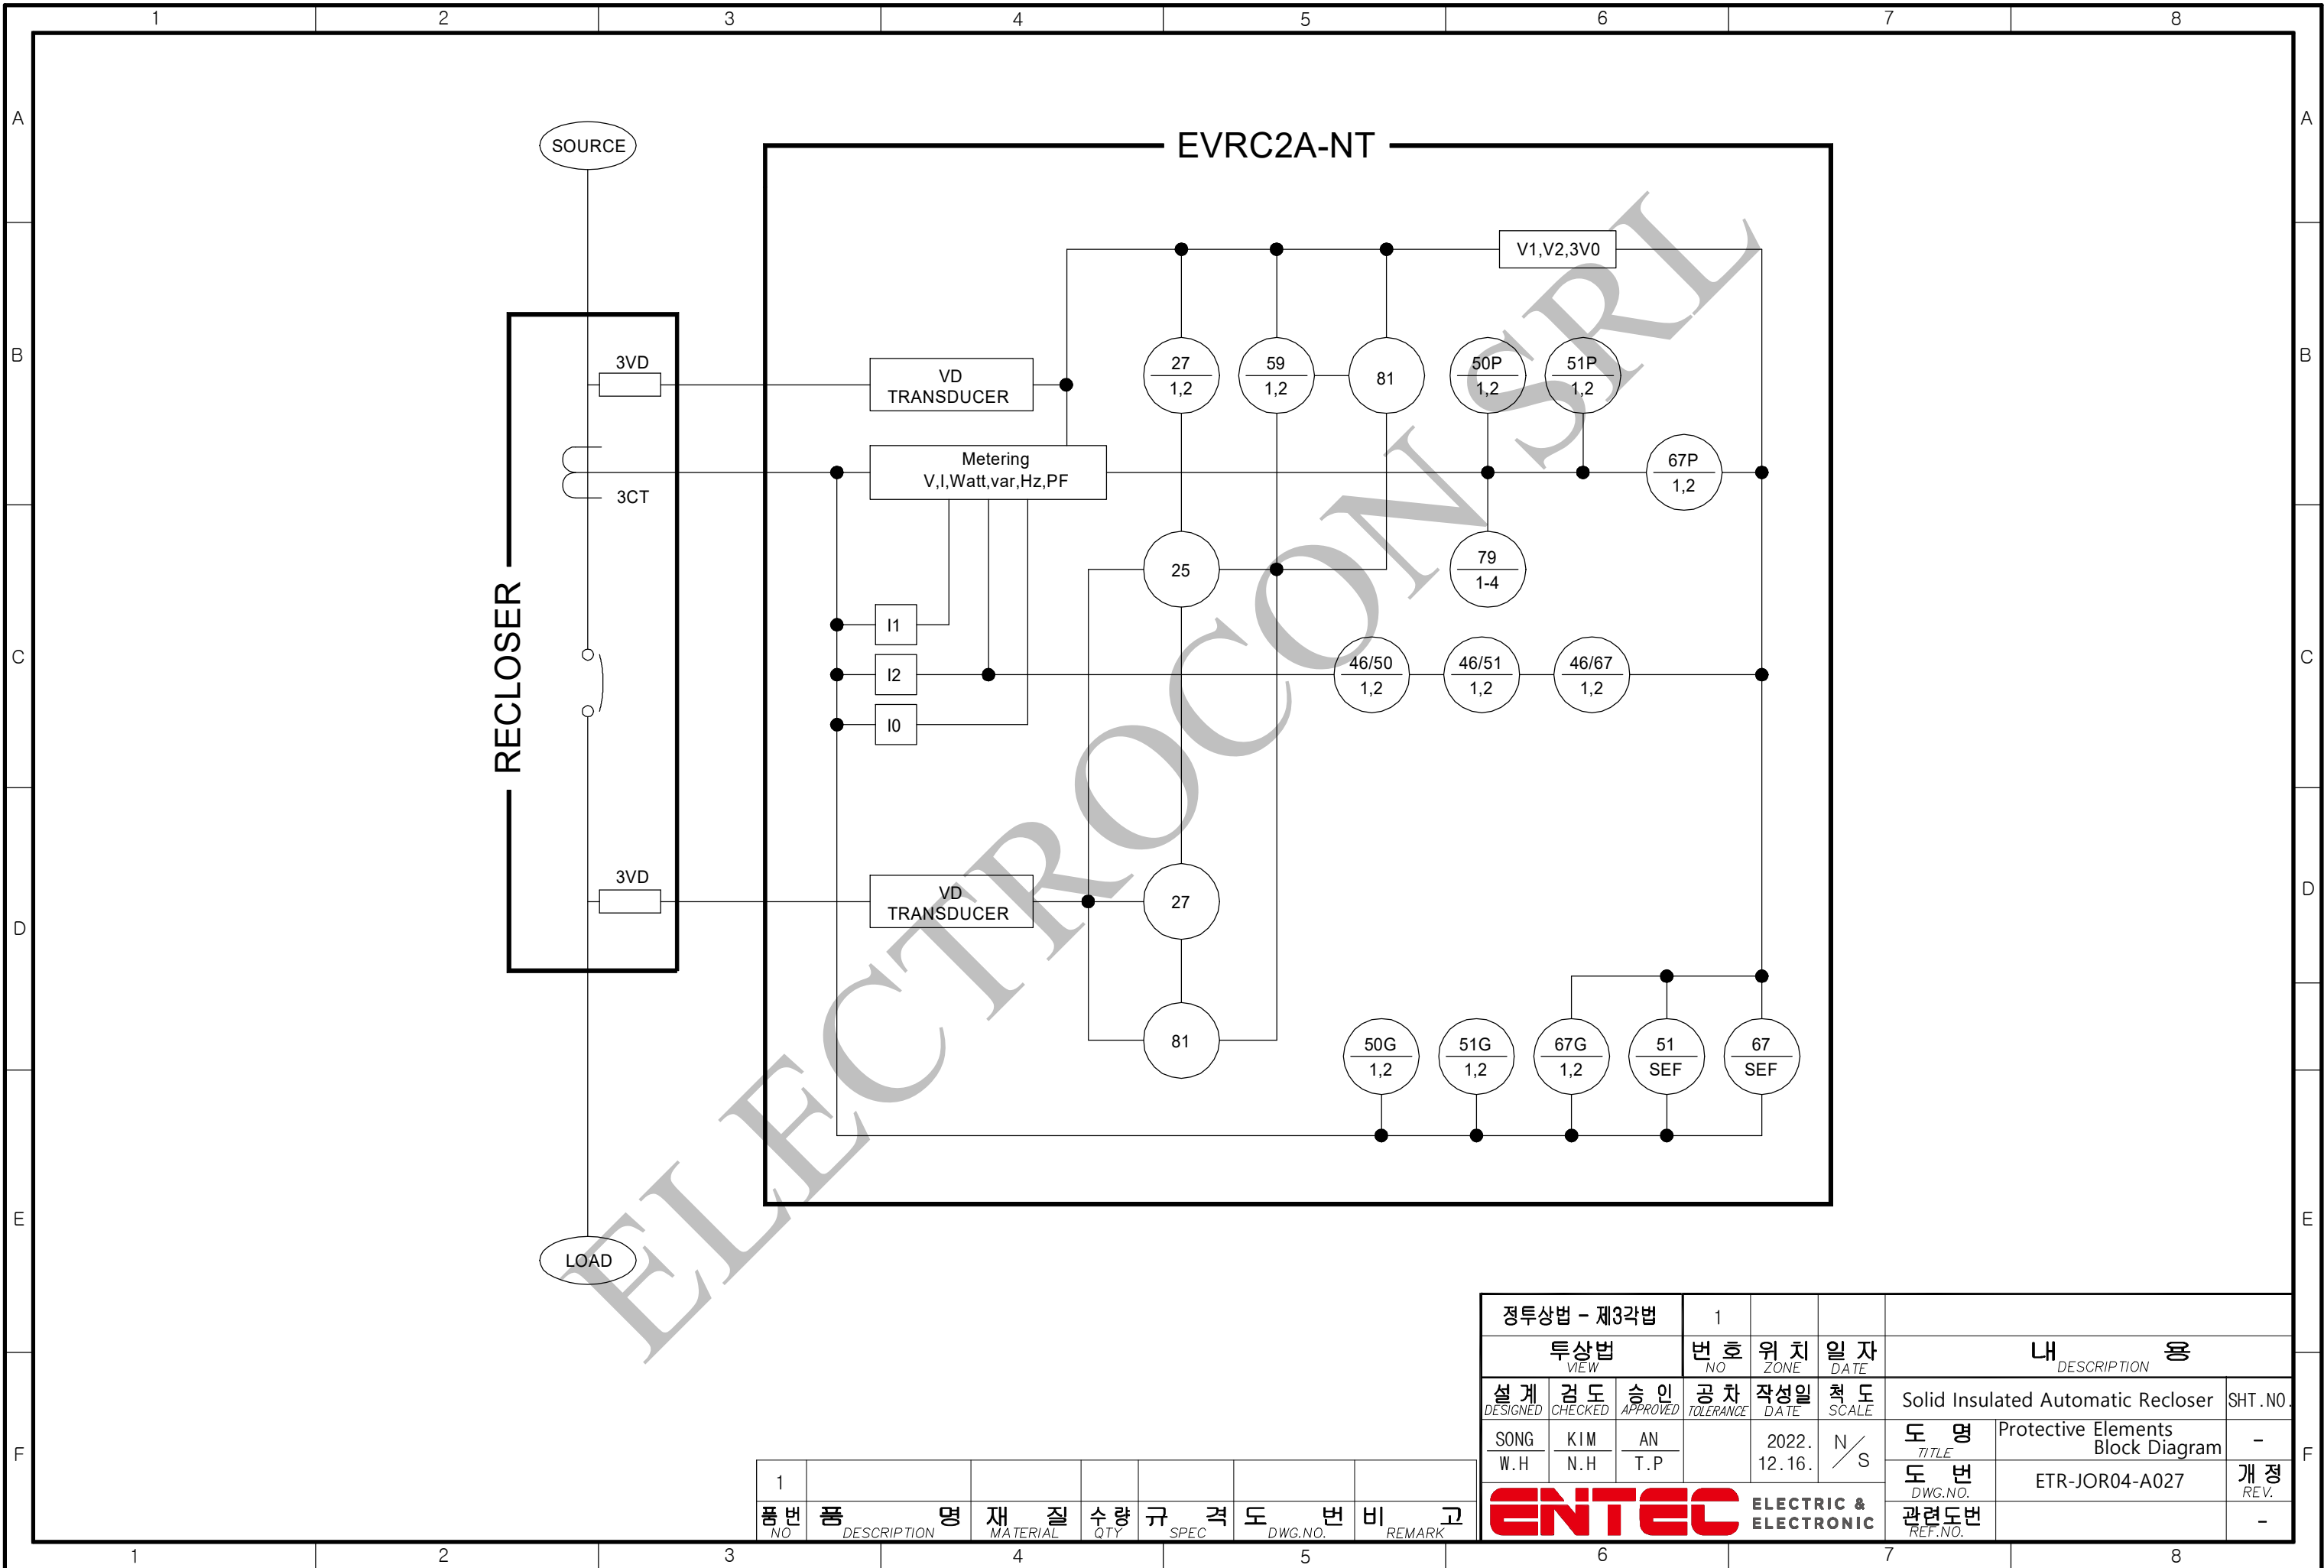 1 2 3 4 5 6 7 8
A A
SOURCE
EVRC2A-NT
V1,V2,3V0
B B
3VD
VD
TRANSDUCER
27
1,2
59
1,2
81
50P
1,2
51P
1,2
Metering
V,I,Watt,var,Hz,PF
67P
1,2
3CT
RECLOSER
25
79
1-4
C C
I1
I2
I0
46/50
1,2
46/51
1,2
46/67
1,2
3VD
VD
TRANSDUCER
27
D D
81
50G
1,2
51G
1,2
67G
1,2
51
SEF
67
SEF
E E
LOAD
ELECTROCON SRL
정투상법 - 제3각법 1
투상법
VIEW
번 호
NO
위 치
ZONE
일 자
DATE
내 용
DESCRIPTION
설 계
DESIGNED
검 도
CHECKED
승 인
APPROVED
공 차
TOLERANCE
작성일
DATE
척 도
SCALE
Solid Insulated Automatic Recloser SHT.NO.
SONG
W.H
KIM
N.H
AN
T.P
2022.
12.16.
N/S
도 명
TITLE
Protective Elements
Block Diagram
-
도 번
DWG.NO.
ETR-JOR04-A027
개 정
REV.
ENTEC
ELECTRIC &
ELECTRONIC
관련도번
REF.NO.
-
F F
1
품 번
NO
품 명
DESCRIPTION
재 질
MATERIAL
수 량
QTY
규 격
SPEC
도 번
DWG.NO.
비 고
REMARK
1 2 3 4 5 6 7 8